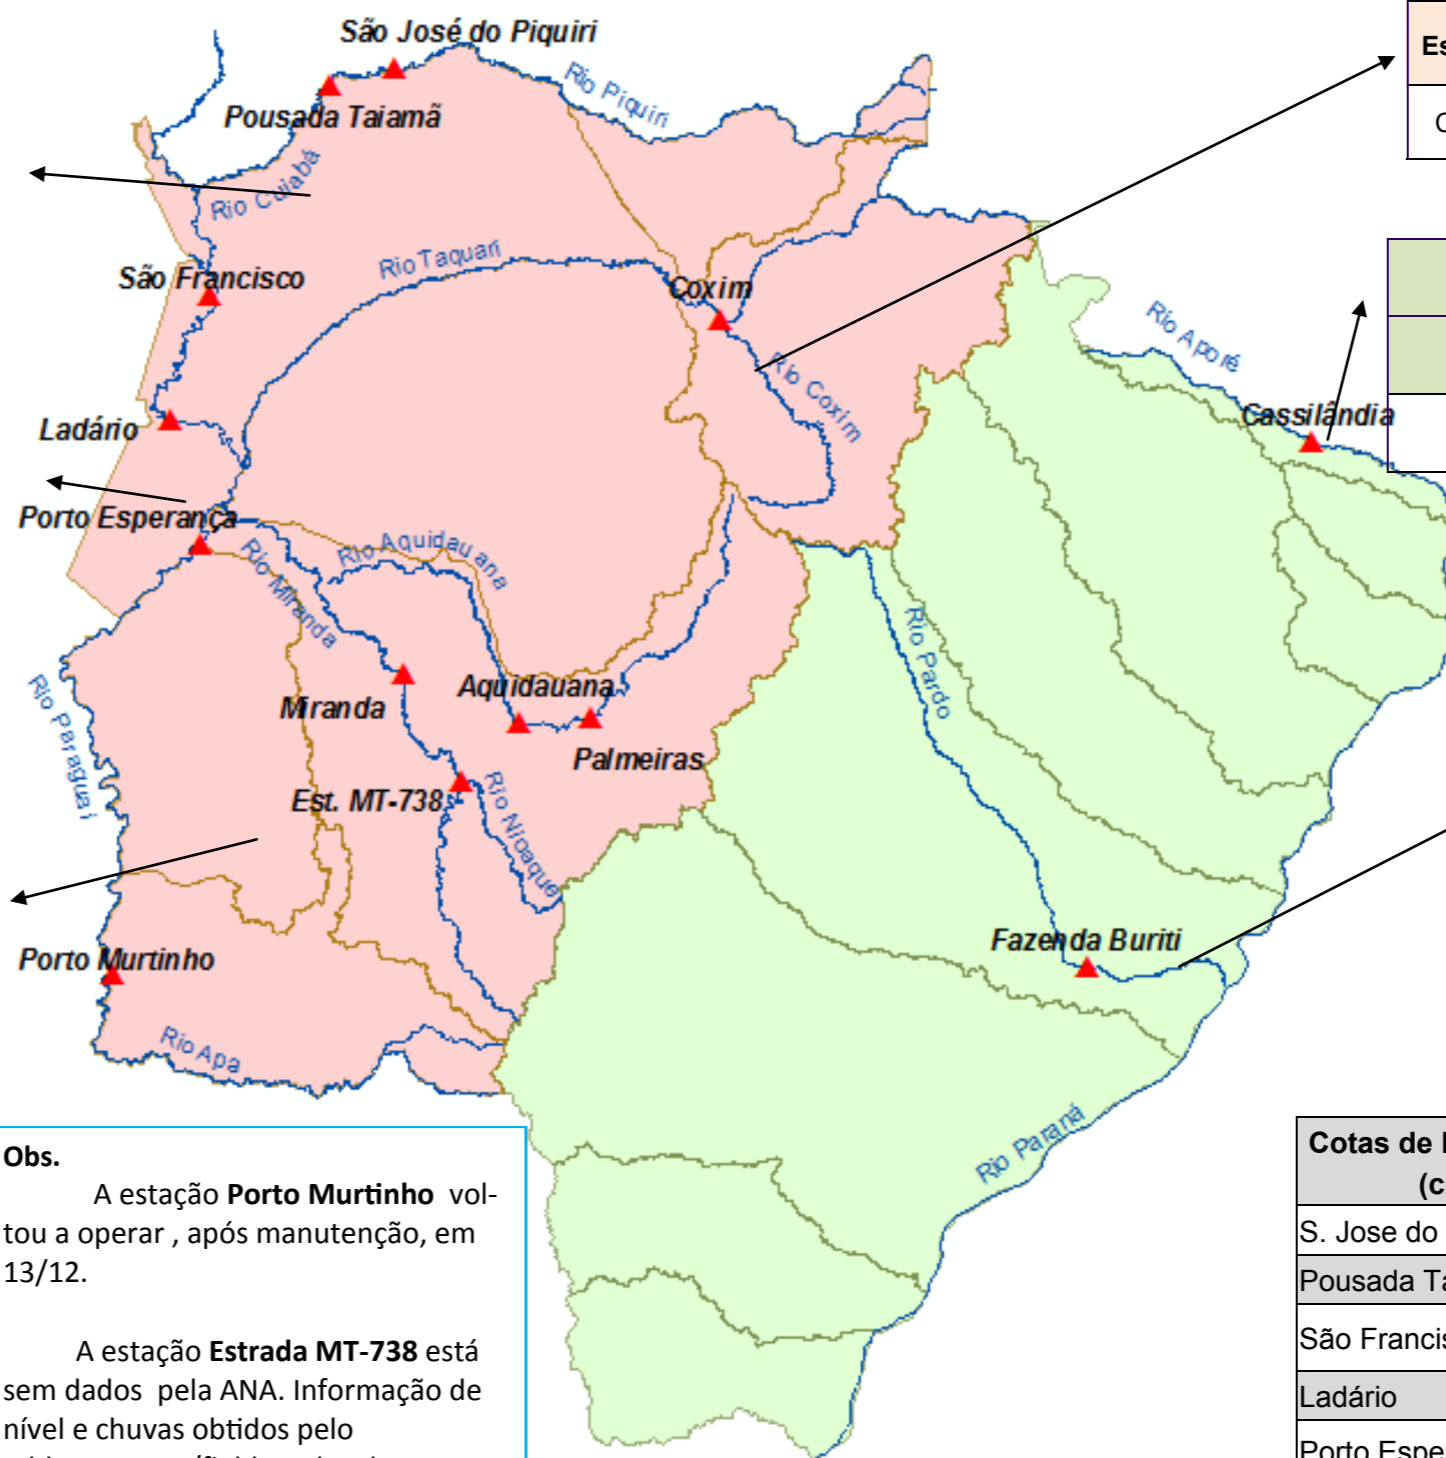 São José do Piquiri
Es
Rio Piquiri
Pousada Taiamã
C
Rio Cuiabá
Rio Taquari
São Francisco
Coxim
Rio Aporé
Rio Coxim
Cassilândia
Ladário
Porto Esperança
Rio Aquidauana
Rio Miranda
Rio Pardo
Rio Paraguai
Aquidauana
Miranda
Palmeiras
Est. MT-738
Rio Nioaque
Fazenda Buriti
Porto Murtinho
Rio Apa
Rio Paraná
Obs.
A estação Porto Murtinho vol-
tou a operar , após manutenção, em
13/12.
A estação Estrada MT-738 está
sem dados pela ANA. Informação de
nível e chuvas obtidos pelo
Cotas de
(c
S. Jose do
Pousada Ta
São Francis
Ladário
Porto Esper